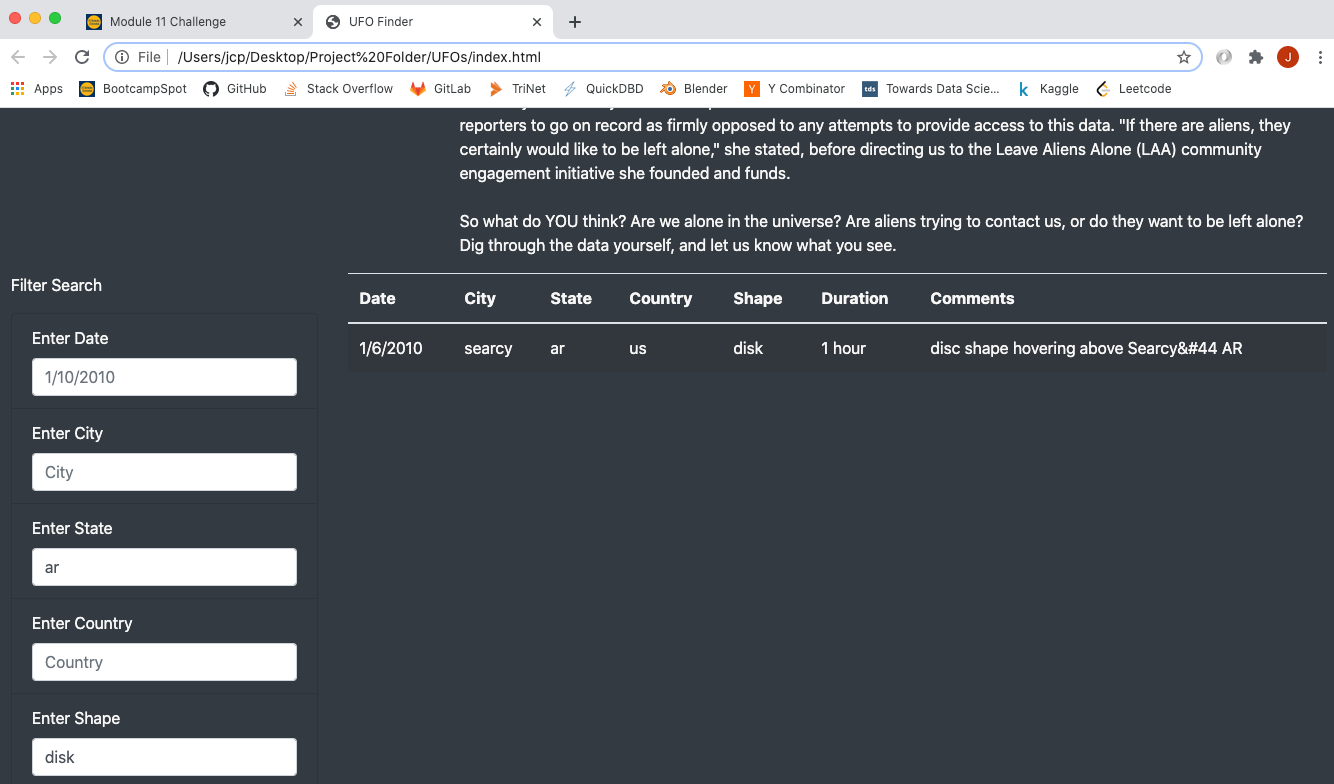 Module 11 Challenge
UFO Finder
File
/Users/jcp/Desktop/Project%20Folder/UFOs/index.html
J
Apps
BootcampSpot
GitHub
Stack Overflow
GitLab
TriNet
QuickDBD
Blender
Y
Y Combinator
tds
Towards Data Scie...
k
Kaggle
Leetcode
reporters to go on record as firmly opposed to any attempts to provide access to this data. "If there are aliens, they
certainly would like to be left alone," she stated, before directing us to the Leave Aliens Alone (LAA) community
engagement initiative she founded and funds.
So what do YOU think? Are we alone in the universe? Are aliens trying to contact us, or do they want to be left alone?
Dig through the data yourself, and let us know what you see.
Filter Search
Enter Date
1/10/2010
Enter City
City
Enter State
ar
Enter Country
Country
Enter Shape
disk
Date City State Country Shape Duration Comments
1/6/2010 searcy ar us disk 1 hour disc shape hovering above Searcy&#44 AR